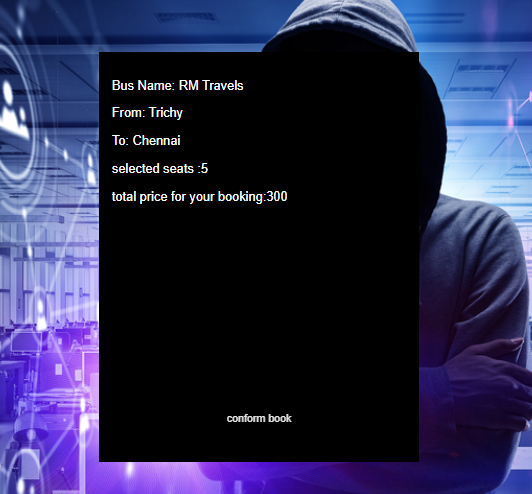 Bus Name: RM Travels
From: Trichy
To: Chennai
selected seats :5
total price for your booking:300
conform book